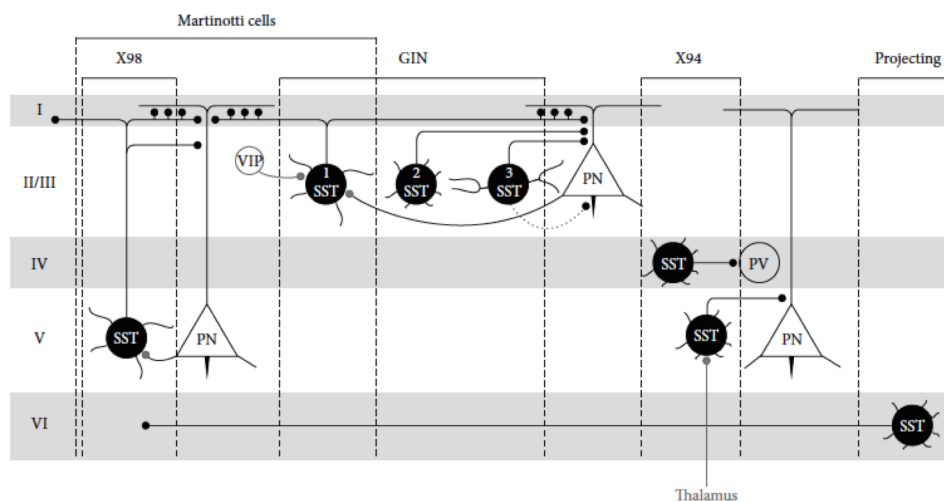 Martinotti cells
X98
GIN
X94
Projecting
I
II/III
VIP
1
SST
2
SST
3
SST
PN
IV
SST
PV
V
SST
PN
SST
PN
VI
SST
Thalamus